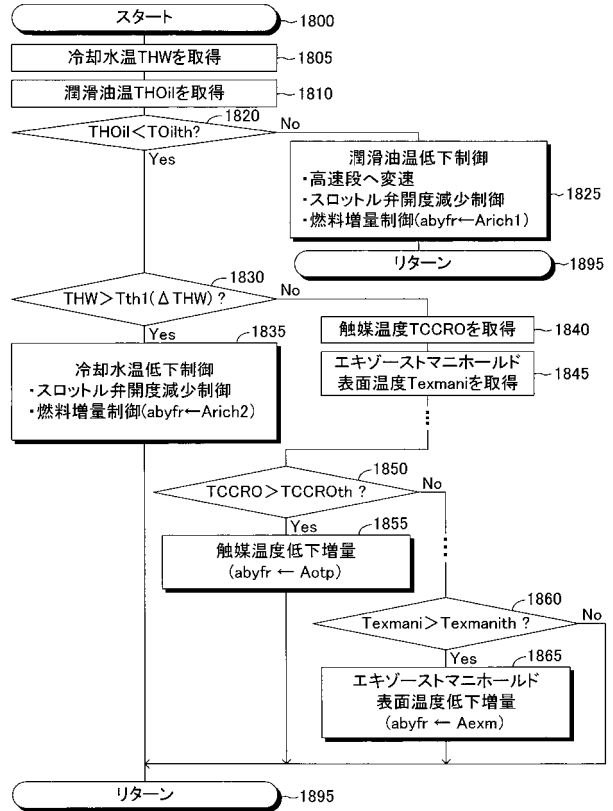 スタート
1800
冷却水温THWを取得
1805
潤滑油温THOilを取得
1810
1820
THOil<TOilth?
No
Yes
潤滑油温低下制御
・高速段へ変速
・スロットル弁開度減少制御
・燃料増量制御(abyfr←Arich1)
1825
リターン
1895
1830
THW>Tth1(ΔTHW)?
No
Yes
1835
冷却水温低下制御
・スロットル弁開度減少制御
・燃料増量制御(abyfr←Arich2)
触媒温度TCCROを取得
1840
エキゾーストマニホールド
表面温度Texmaniを取得
1845
1850
TCCRO>TCCROth?
No
Yes
1855
触媒温度低下増量
(abyfr ← Aotp)
1860
Texmani>Texmanith?
No
Yes
1865
エキゾーストマニホールド
表面温度低下増量
(abyfr ← Aexm)
リターン
1895